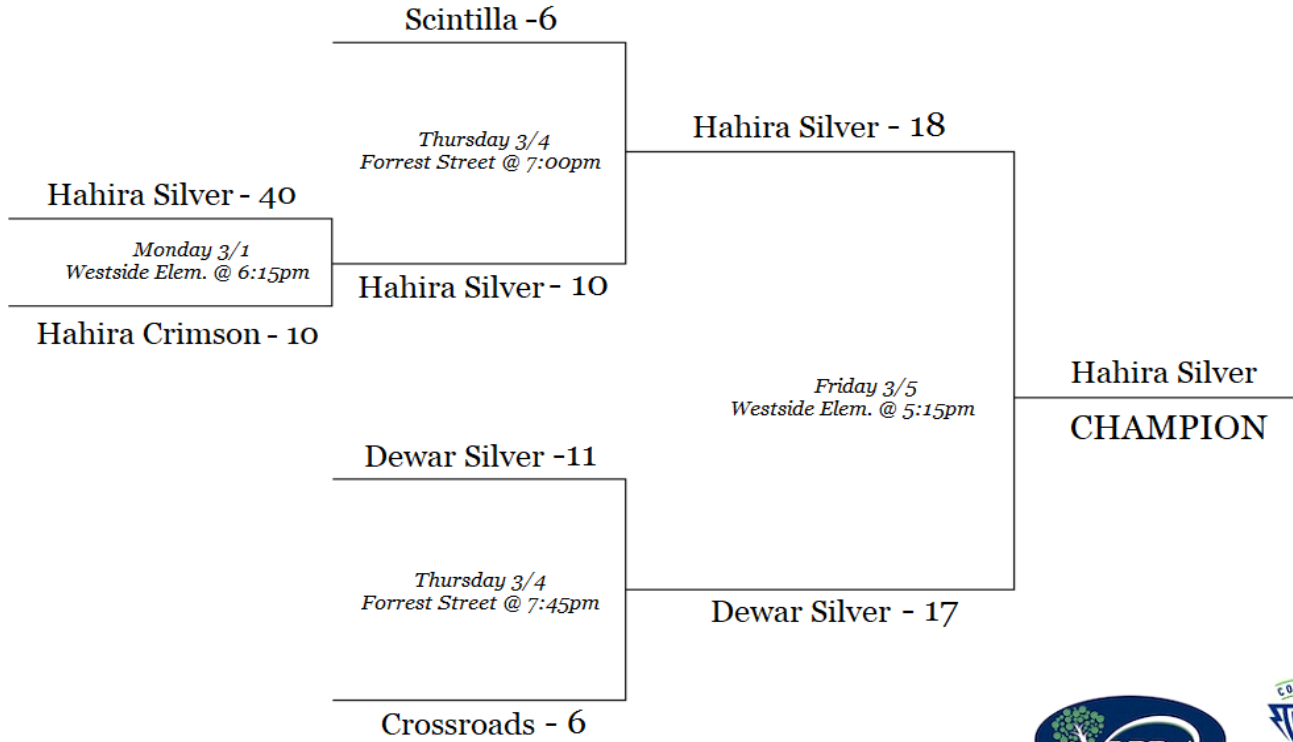 Scintilla -6
Thursday 3/4
Forrest Street @ 7:00pm
Hahira Silver - 18
Hahira Silver - 40
Monday 3/1
Westside Elem. @ 6:15pm
Hahira Silver - 10
Hahira Crimson - 10
Friday 3/5
Westside Elem. @ 5:15pm
Hahira Silver
CHAMPION
Dewar Silver -11
Thursday 3/4
Forrest Street @ 7:45pm
Dewar Silver - 17
Crossroads - 6